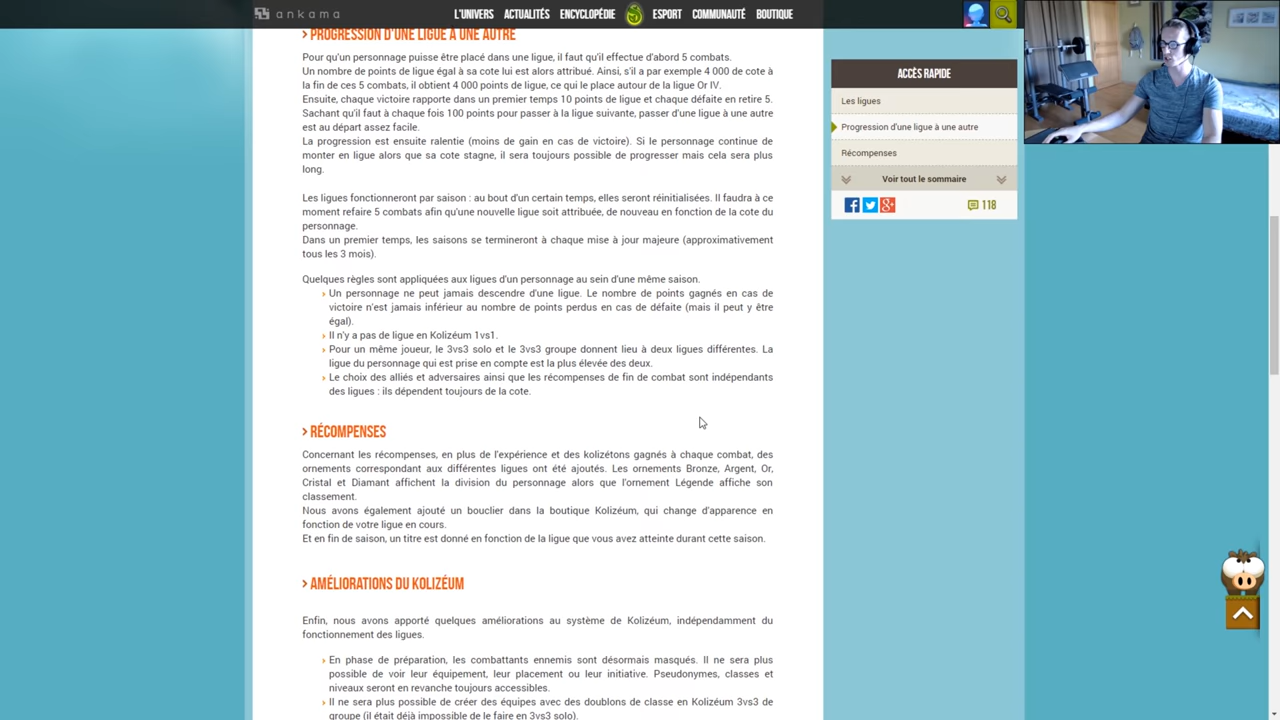 ankama
L'UNIVERS
ACTUALITÉS
ENCYCLOPÉDIE
ESPORT
COMMUNAUTÉ
BOUTIQUE
PROGRESSION D'UNE LIGUE À UNE AUTRE
Pour qu'un personnage puisse être placé dans une ligue, il faut qu'il effectue d'abord 5 combats.
Un nombre de points de ligue égal à sa cote lui est alors attribué. Ainsi, s'il a par exemple 4 000 de cote à
la fin de ces 5 combats, il obtient 4 000 points de ligue, ce qui le place autour de la ligue Or IV.
Ensuite, chaque victoire rapporte dans un premier temps 10 points de ligue et chaque défaite en retire 5.
Sachant qu'il faut à chaque fois 100 points pour passer à la ligue suivante, passer d'une ligue à une autre
est au départ assez facile.
La progression est ensuite ralentie (moins de gain en cas de victoire). Si le personnage continue de
monter en ligue alors que sa cote stagne, il sera toujours possible de progresser mais cela sera plus
long.
Les ligues fonctionneront par saison : au bout d'un certain temps, elles seront réinitialisées. Il faudra à ce
moment refaire 5 combats afin qu'une nouvelle ligue soit attribuée, de nouveau en fonction de la cote du
personnage.
Dans un premier temps, les saisons se termineront à chaque mise à jour majeure (approximativement
tous les 3 mois).
Quelques règles sont appliquées aux ligues d'un personnage au sein d'une même saison.
Un personnage ne peut jamais descendre d'une ligue. Le nombre de points gagnés en cas de
victoire n'est jamais inférieur au nombre de points perdus en cas de défaite (mais il peut y être
égal).
Il n'y a pas de ligue en Kolizéum 1vs1.
Pour un même joueur, le 3vs3 solo et le 3vs3 groupe donnent lieu à deux ligues différentes. La
ligue du personnage qui est prise en compte est la plus élevée des deux.
Le choix des alliés et adversaires ainsi que les récompenses de fin de combat sont indépendants
des ligues : ils dépendent toujours de la cote.
RÉCOMPENSES
Concernant les récompenses, en plus de l'expérience et des kolizétons gagnés à chaque combat, des
ornements correspondant aux différentes ligues ont été ajoutés. Les ornements Bronze, Argent, Or,
Cristal et Diamant affichent la division du personnage alors que l'ornement Légende affiche son
classement.
Nous avons également ajouté un bouclier dans la boutique Kolizéum, qui change d'apparence en
fonction de votre ligue en cours.
Et en fin de saison, un titre est donné en fonction de la ligue que vous avez atteinte durant cette saison.
AMÉLIORATIONS DU KOLIZÉUM
Enfin, nous avons apporté quelques améliorations au système de Kolizéum, indépendamment du
fonctionnement des ligues.
En phase de préparation, les combattants ennemis sont désormais masqués. Il ne sera plus
possible de voir leur équipement, leur placement ou leur initiative. Pseudonymes, classes et
niveaux seront en revanche toujours accessibles.
Il ne sera plus possible de créer des équipes avec des doublons de classe en Kolizéum 3vs3 de
groupe (il était déjà impossible de le faire en 3vs3 solo).
ACCÈS RAPIDE
Les ligues
Progression d'une ligue à une autre
Récompenses
Voir tout le sommaire
118